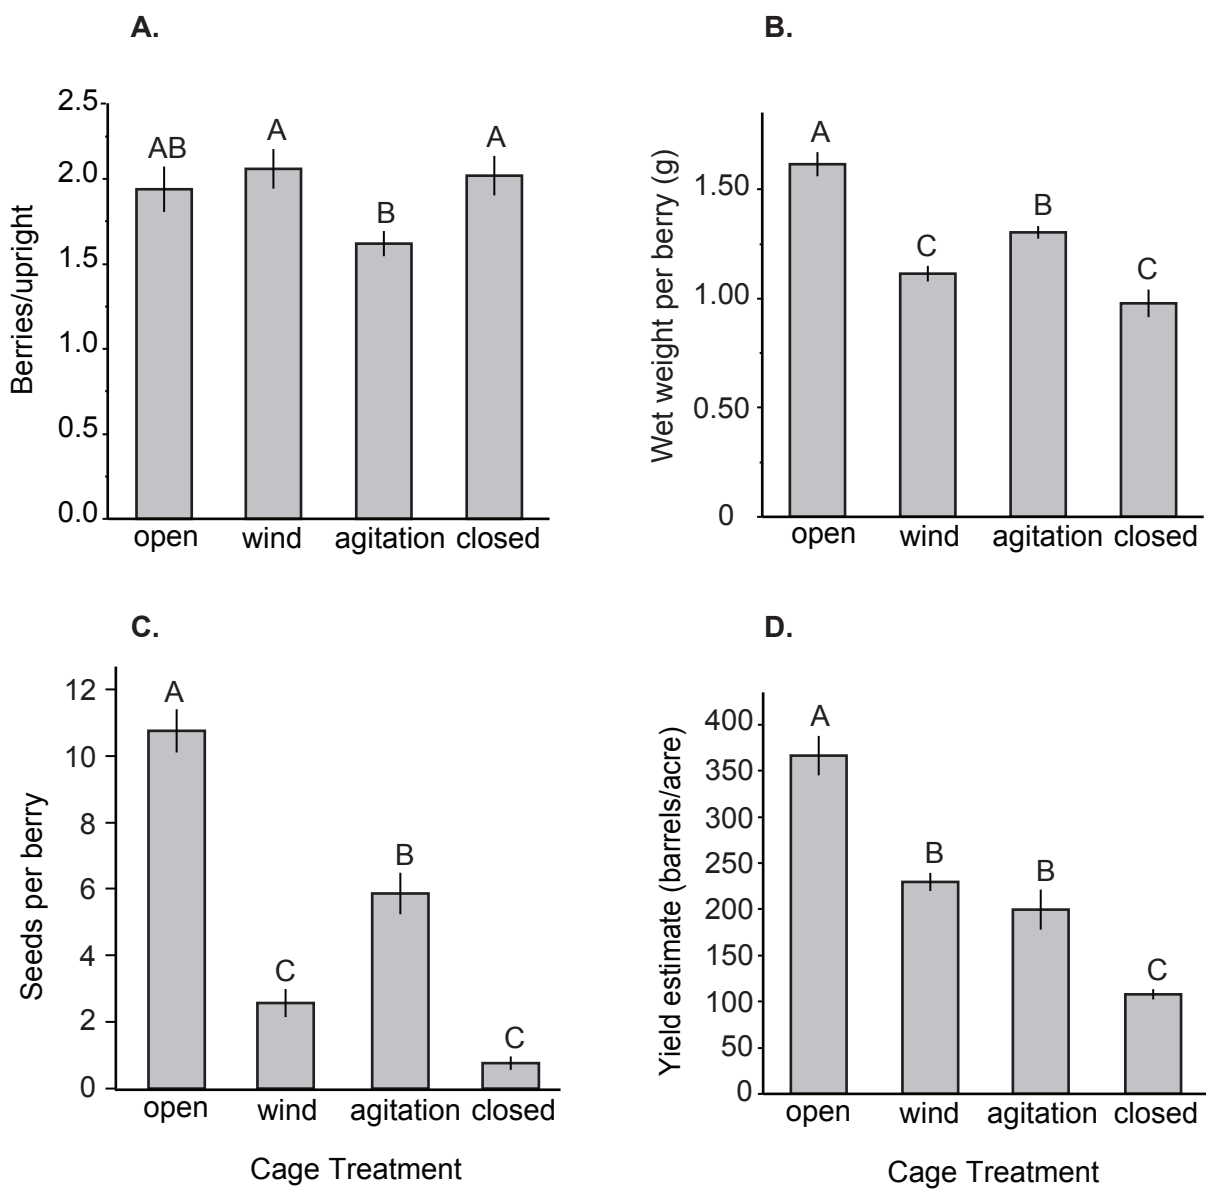 A.
Berries/upright
2.5
2.0
1.5
1.0
0.5
0.0
AB
A
B
A
open wind agitation closed
B.
Wet weight per berry (g)
1.50
1.00
0.50
0
A
C
B
C
open wind agitation closed
C.
Seeds per berry
12
10
8
6
4
2
0
A
C
B
C
open wind agitation closed
Cage Treatment
D.
Yield estimate (barrels/acre)
400
350
300
250
200
150
100
50
0
A
B
B
C
open wind agitation closed
Cage Treatment